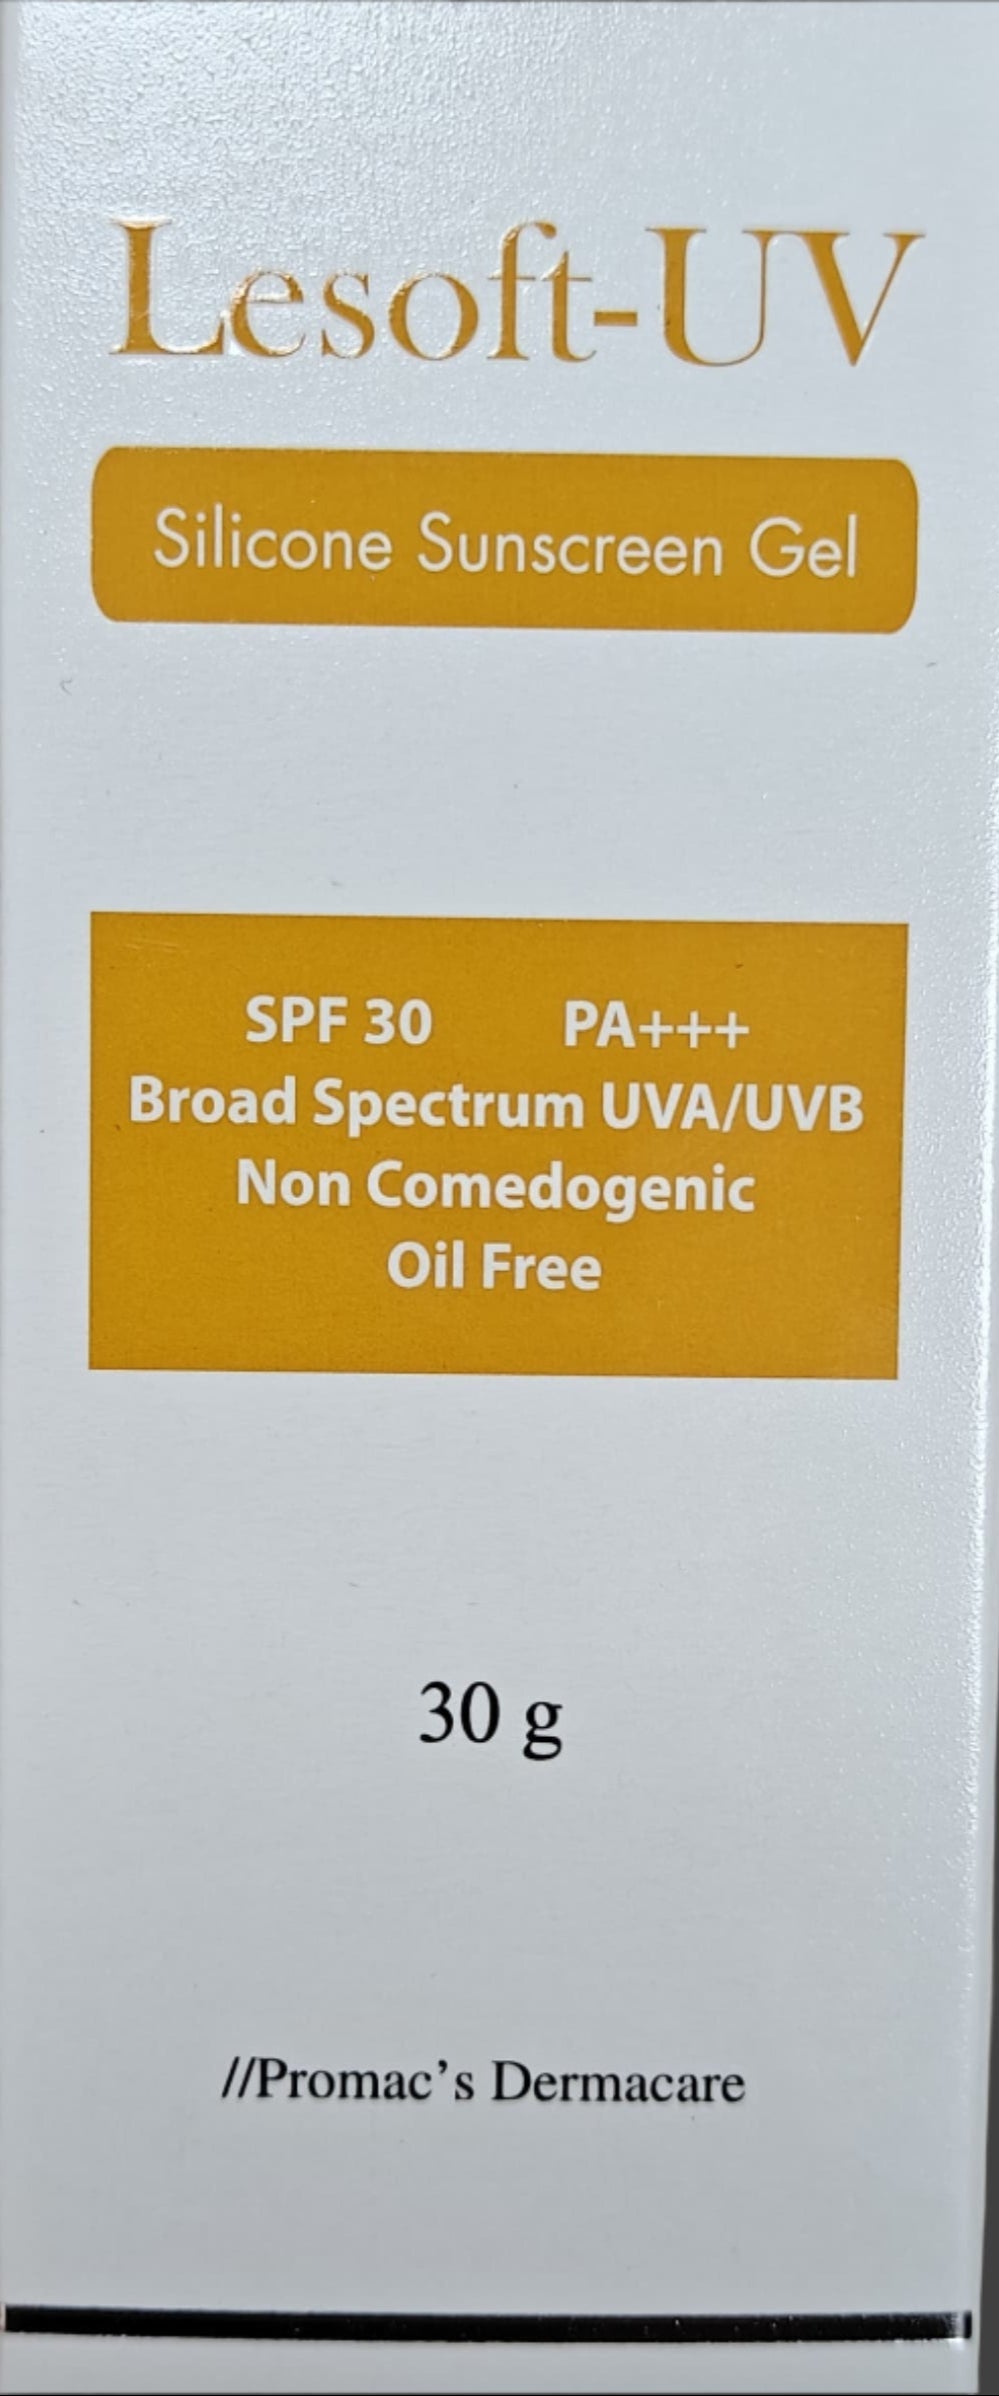 Lesoft-UV
Silicone Sunscreen Gel
SPF 30 PA+++
Broad Spectrum UVA/UVB
Non Comedogenic
Oil Free
30 g
//Promac's Dermacare